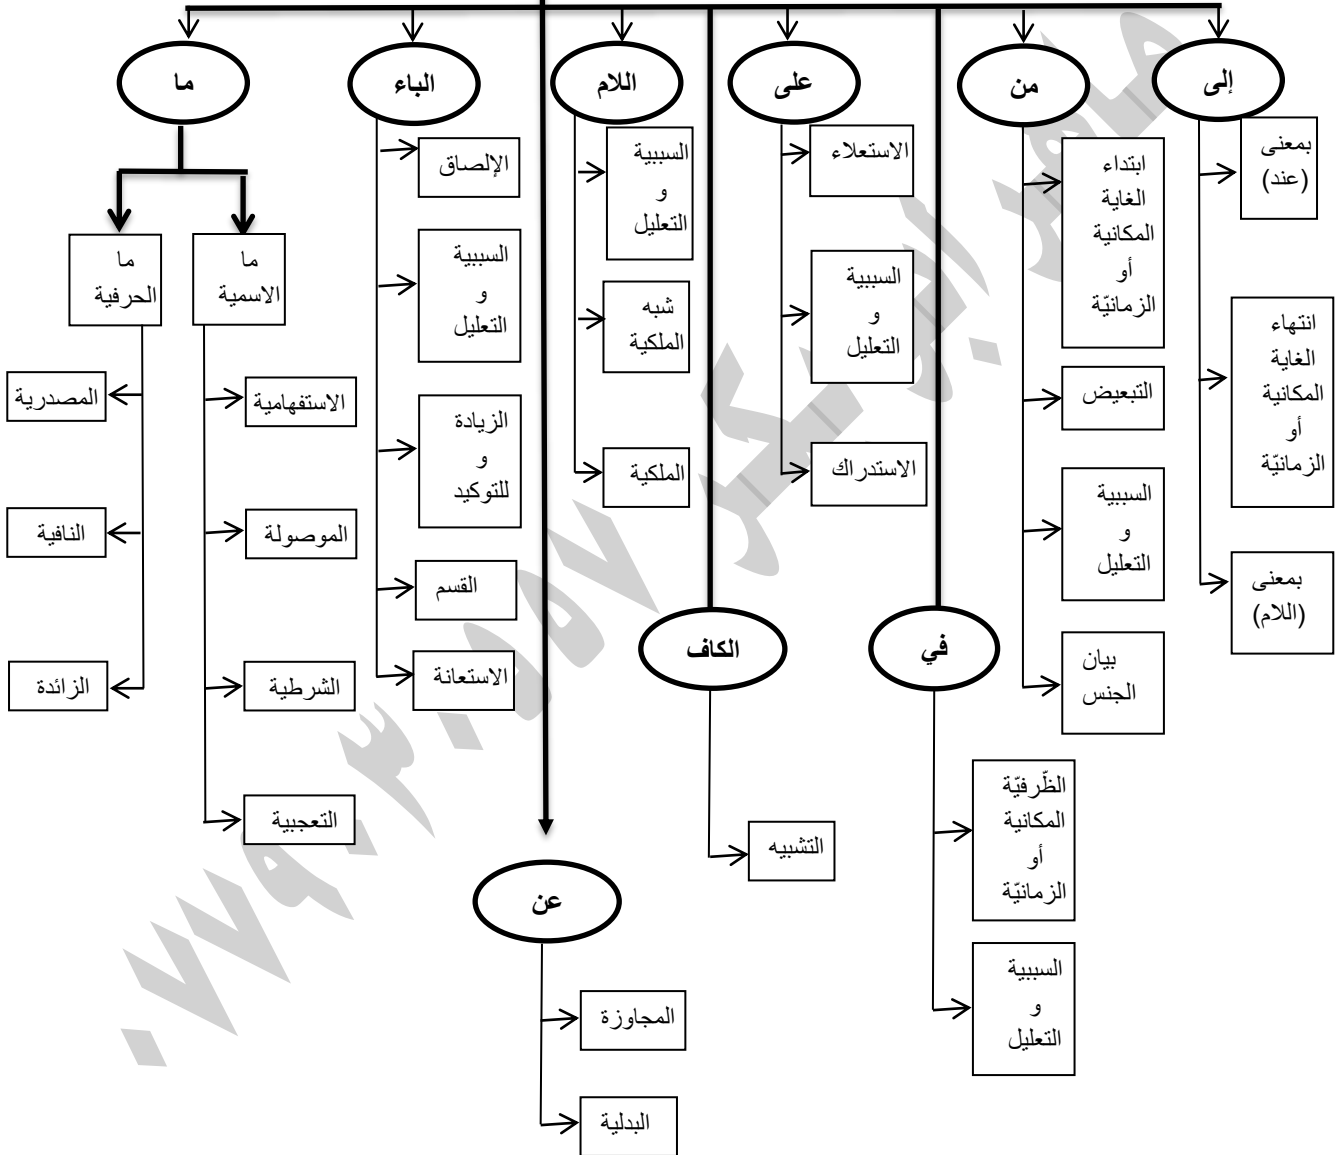 إلى
بمعنى
(عند)
انتهاء
الغاية
المكانية
أو
الزمانيّة
بمعنى
(اللام)
من
ابتداء
الغاية
المكانية
أو
الزمانيّة
التبعيض
السببية
و
التعليل
بيان
الجنس
في
الظّرفيّة
المكانية
أو
الزمانيّة
السببية
و
التعليل
على
الاستعلاء
السببية
و
التعليل
الاستدراك
الكاف
التشبيه
اللام
السببية
و
التعليل
شبه
الملكية
الملكية
عن
المجاوزة
البدلية
الباء
الإلصاق
السببية
و
التعليل
الزيادة
و
للتوكيد
القسم
الاستعانة
ما
ما
الاسمية
الاستفهامية
الموصولة
الشرطية
التعجبية
ما
الحرفية
المصدرية
النافية
الزائدة